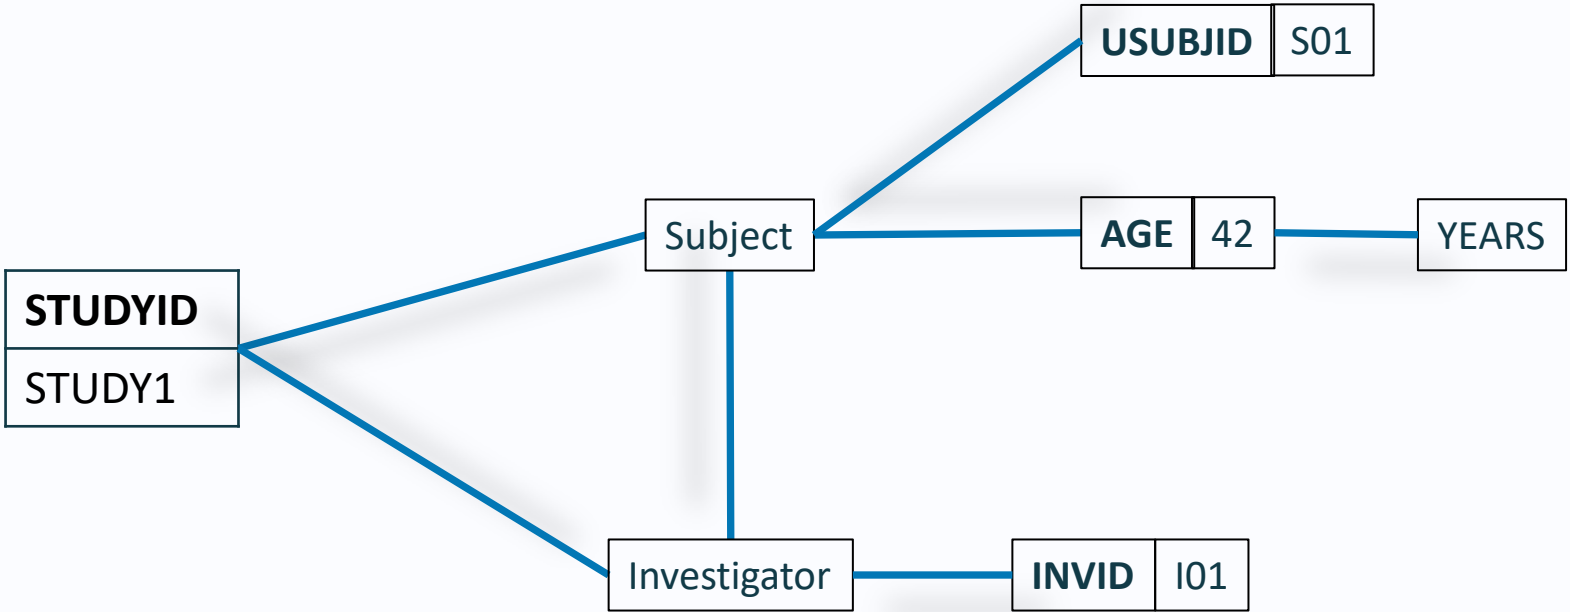 USUBJID S01
Subject
AGE 42
YEARS
STUDYID
STUDY1
Investigator
INVID I01